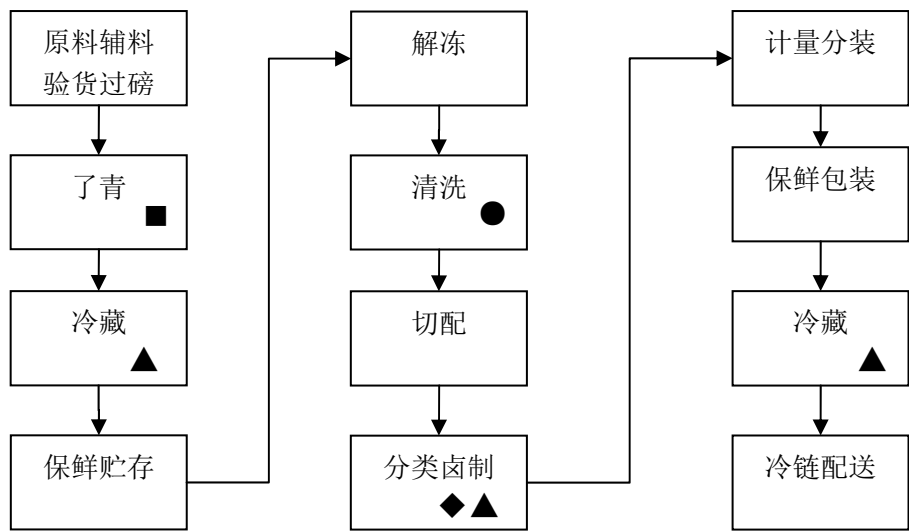 原料辅料
验货过磅
了青
冷藏
保鲜贮存
解冻
清洗
切配
分类卤制
计量分装
保鲜包装
冷藏
冷链配送